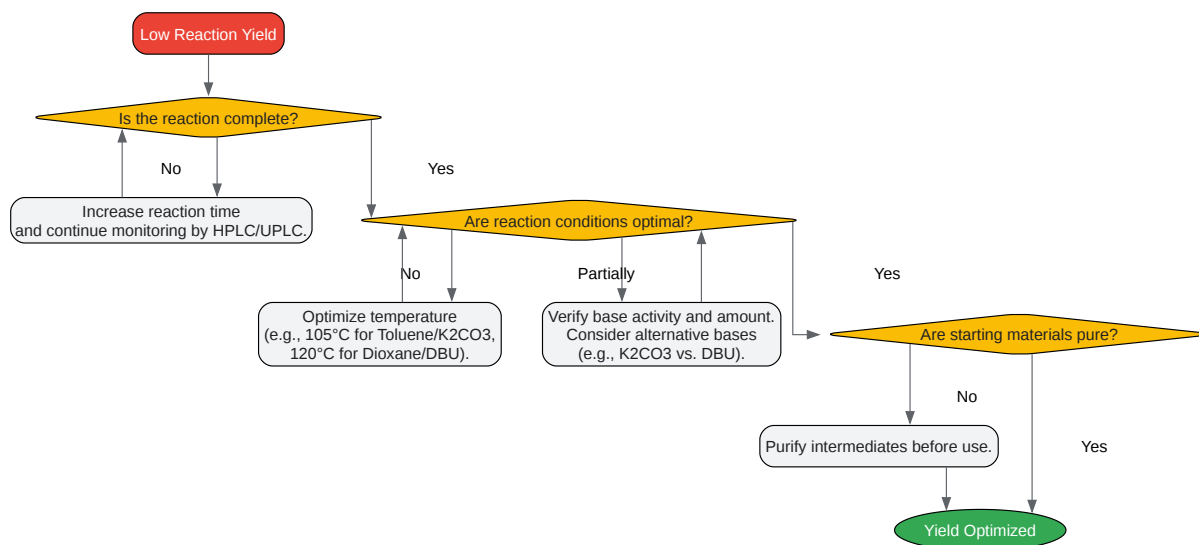 Low Reaction Yield
Is the reaction complete?
No
Yes
Increase reaction time
and continue monitoring by HPLC/UPLC.
Are reaction conditions optimal?
No
Partially
Yes
Optimize temperature
(e.g., 105°C for Toluene/K2CO3,
120°C for Dioxane/DBU).
Verify base activity and amount.
Consider alternative bases
(e.g., K2CO3 vs. DBU).
Are starting materials pure?
No
Yes
Purify intermediates before use.
Yield Optimized